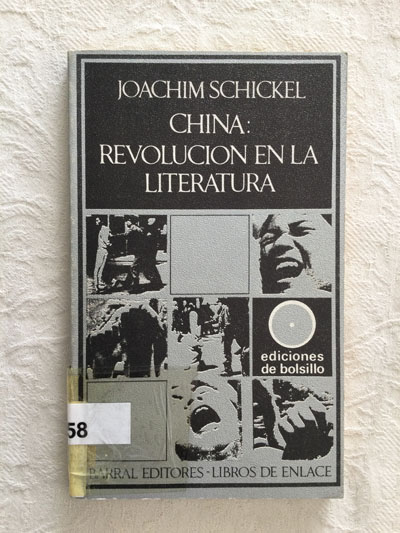 JOACHIM SCHICKEL
CHINA:
REVOLUCION EN LA
LITERATURA
ediciones
de bolsillo
58
BARRAL EDITORES - LIBROS DE ENLACE